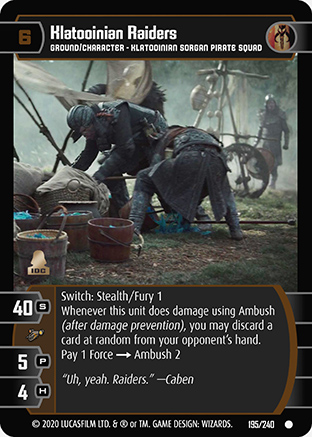 6
Klatooinian Raiders
GROUND/CHARACTER - KLATOOINIAN SORGAN PIRATE SQUAD
IDC
40 S
5 P
4 H
Switch: Stealth/Fury 1
Whenever this unit does damage using Ambush
(after damage prevention), you may discard a
card at random from your opponent's hand.
Pay 1 Force → Ambush 2
"Uh, yeah. Raiders." —Caben
© 2020 LUCASFILM LTD. & ® or TM. GAME DESIGN: WIZARDS. 195/240